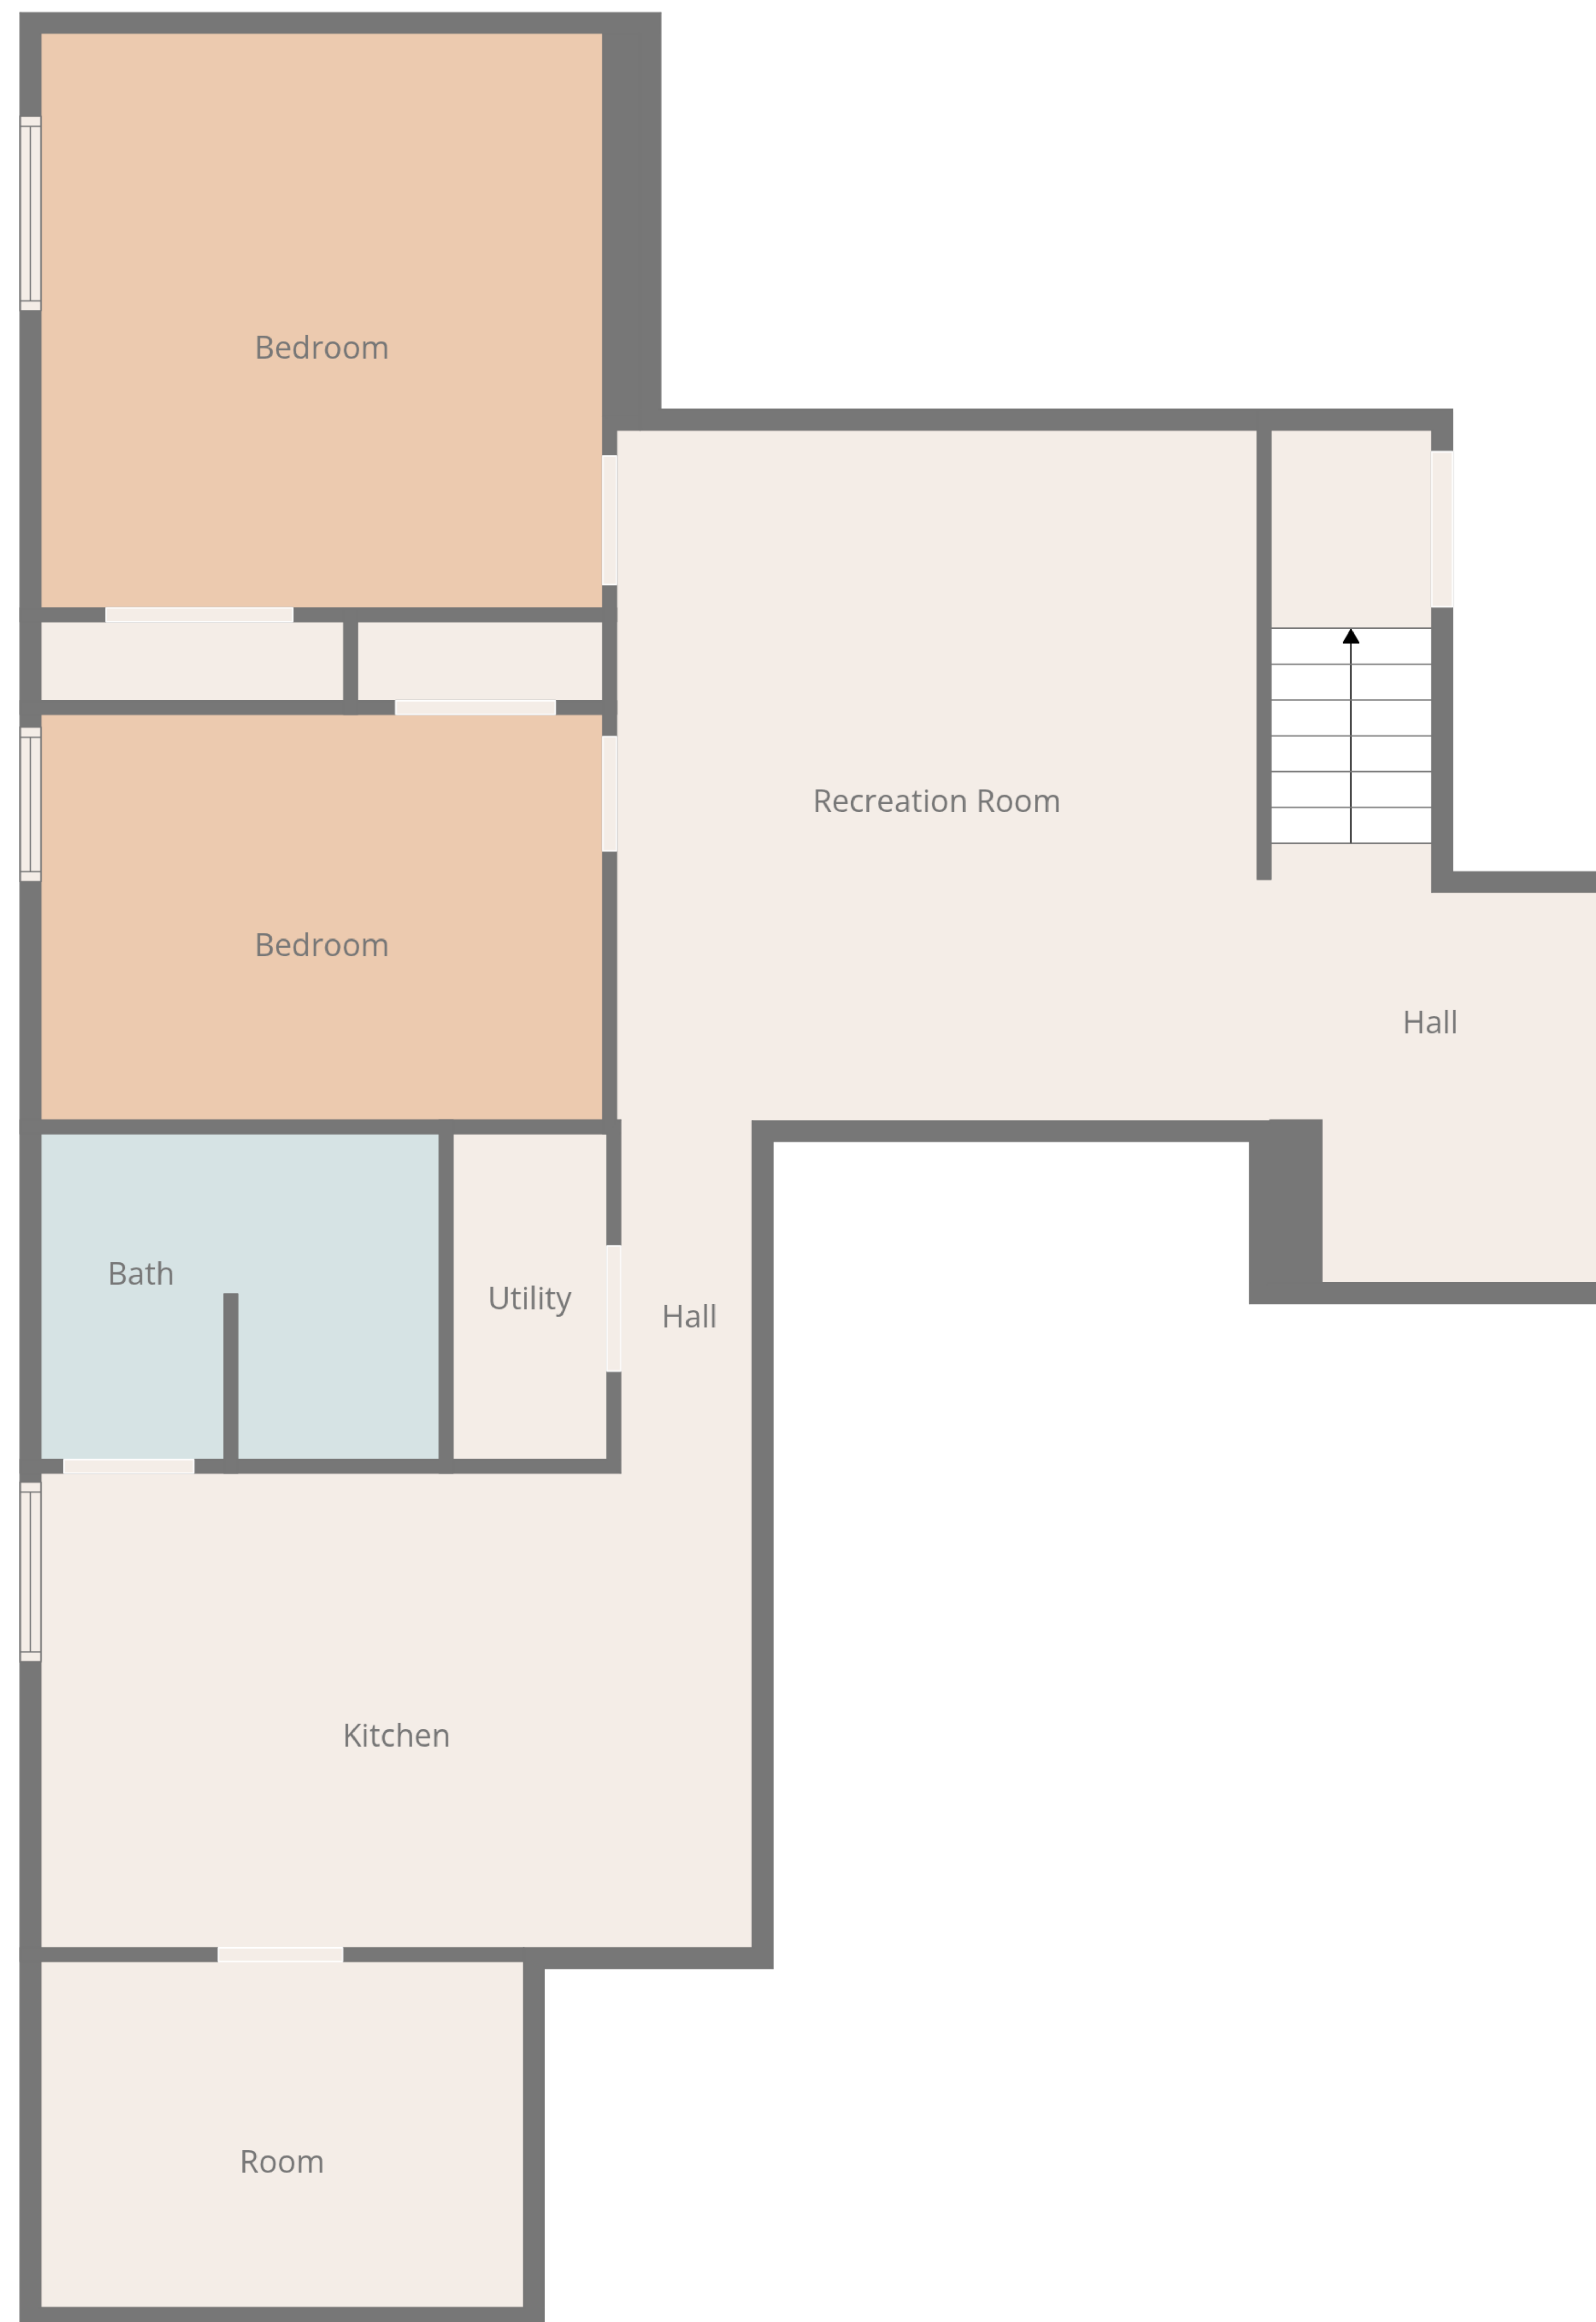 Bedroom
Recreation Room
Bedroom
Hall
Bath
Utility
Hall
Kitchen
Room